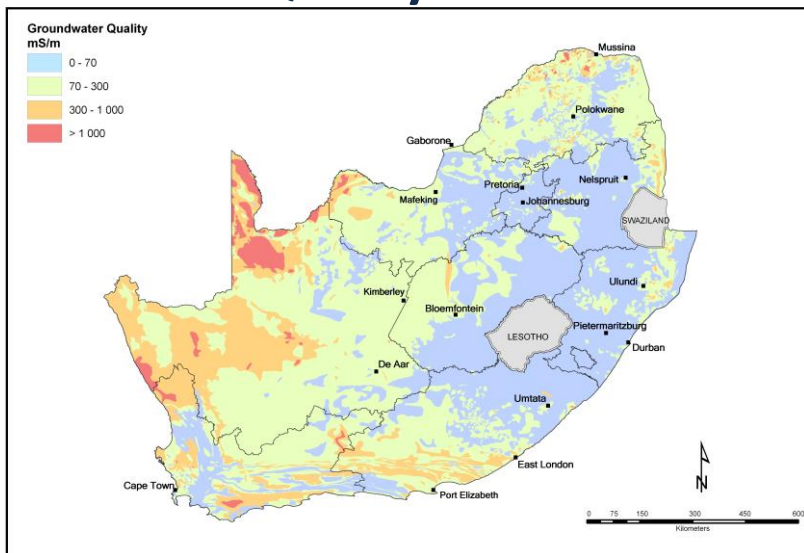 Groundwater Quality
mS/m
0 - 70
70 - 300
300 - 1 000
> 1 000
Mussina
Polokwane
Gaborone
Pretoria
Nelspruit
Mafeking
Johannesburg
SWAZILAND
Ulundi
Kimberley
Bloemfontein
Pietermaritzburg
LESOTHO
Durban
De Aar
Umtata
East London
Cape Town
Port Elizabeth
N
0 75 150 300 450 600
Kilometers